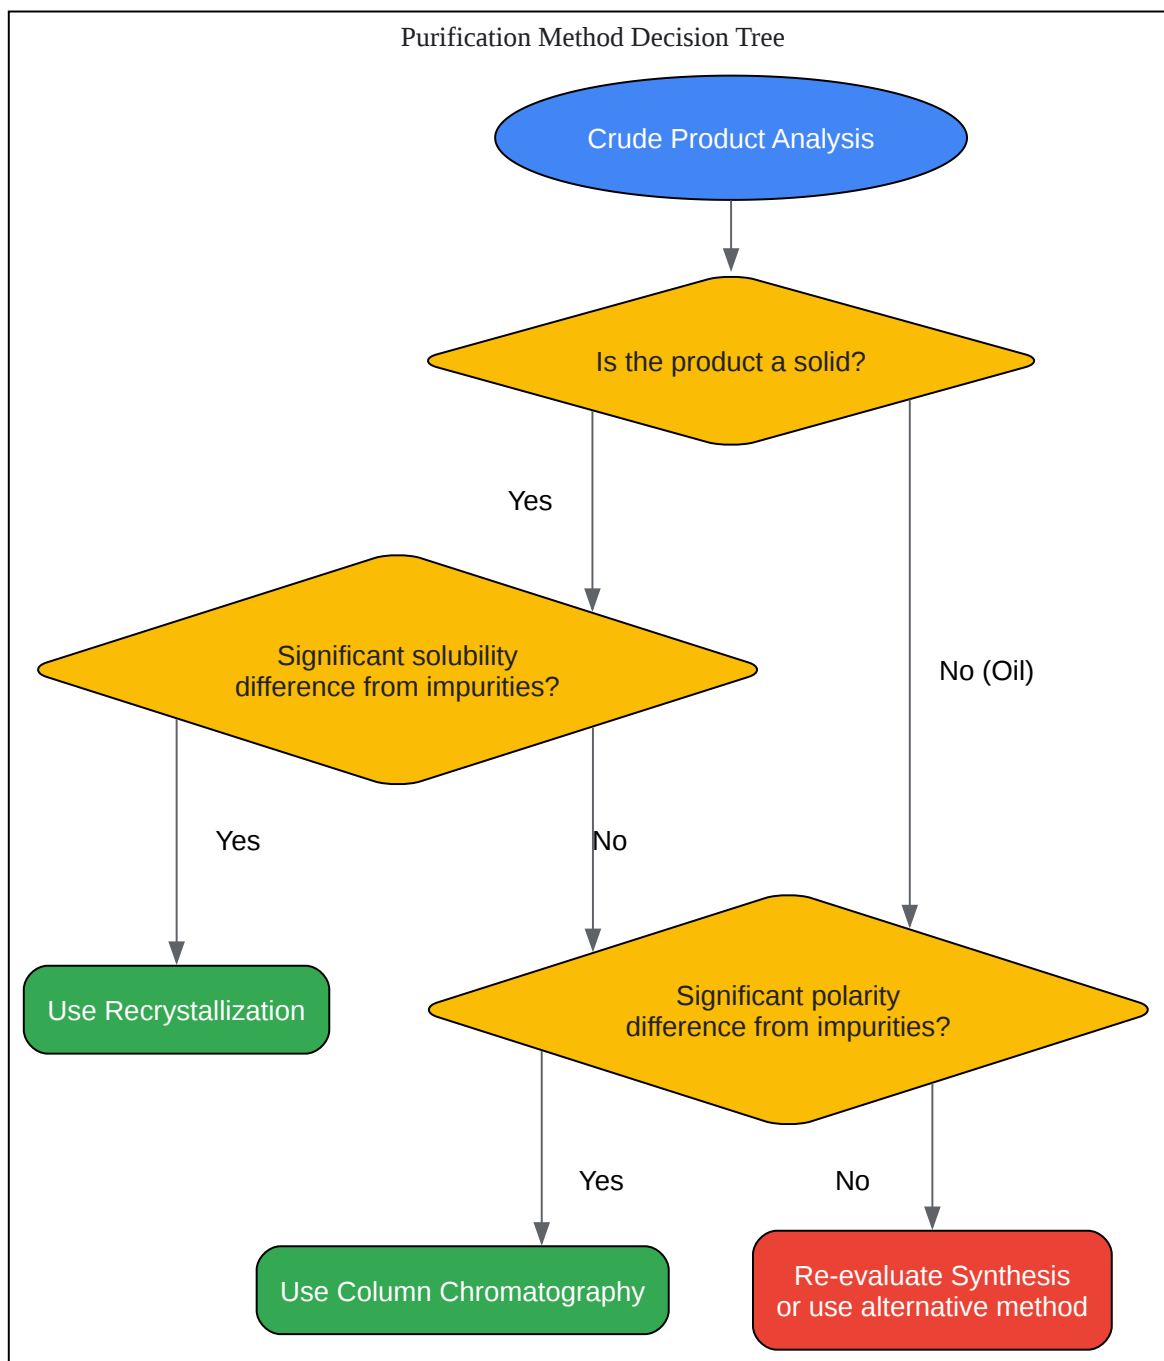 Purification Method Decision Tree
Crude Product Analysis
Is the product a solid?
Yes
Significant solubility
difference from impurities?
No (Oil)
Yes
No
Use Recrystallization
Significant polarity
difference from impurities?
Yes
No
Use Column Chromatography
Re-evaluate Synthesis
or use alternative method